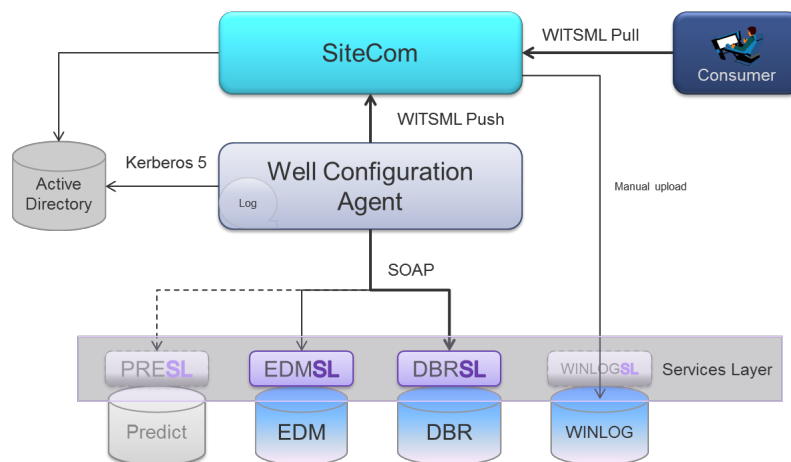 SiteCom
WITSML Pull
Consumer
WITSML Push
Kerberos 5
Well Configuration
Agent
Log
Active
Directory
Manual upload
SOAP
PRESL
EDMSL
DBRSL
WINLOGSL
Services Layer
Predict
EDM
DBR
WINLOG